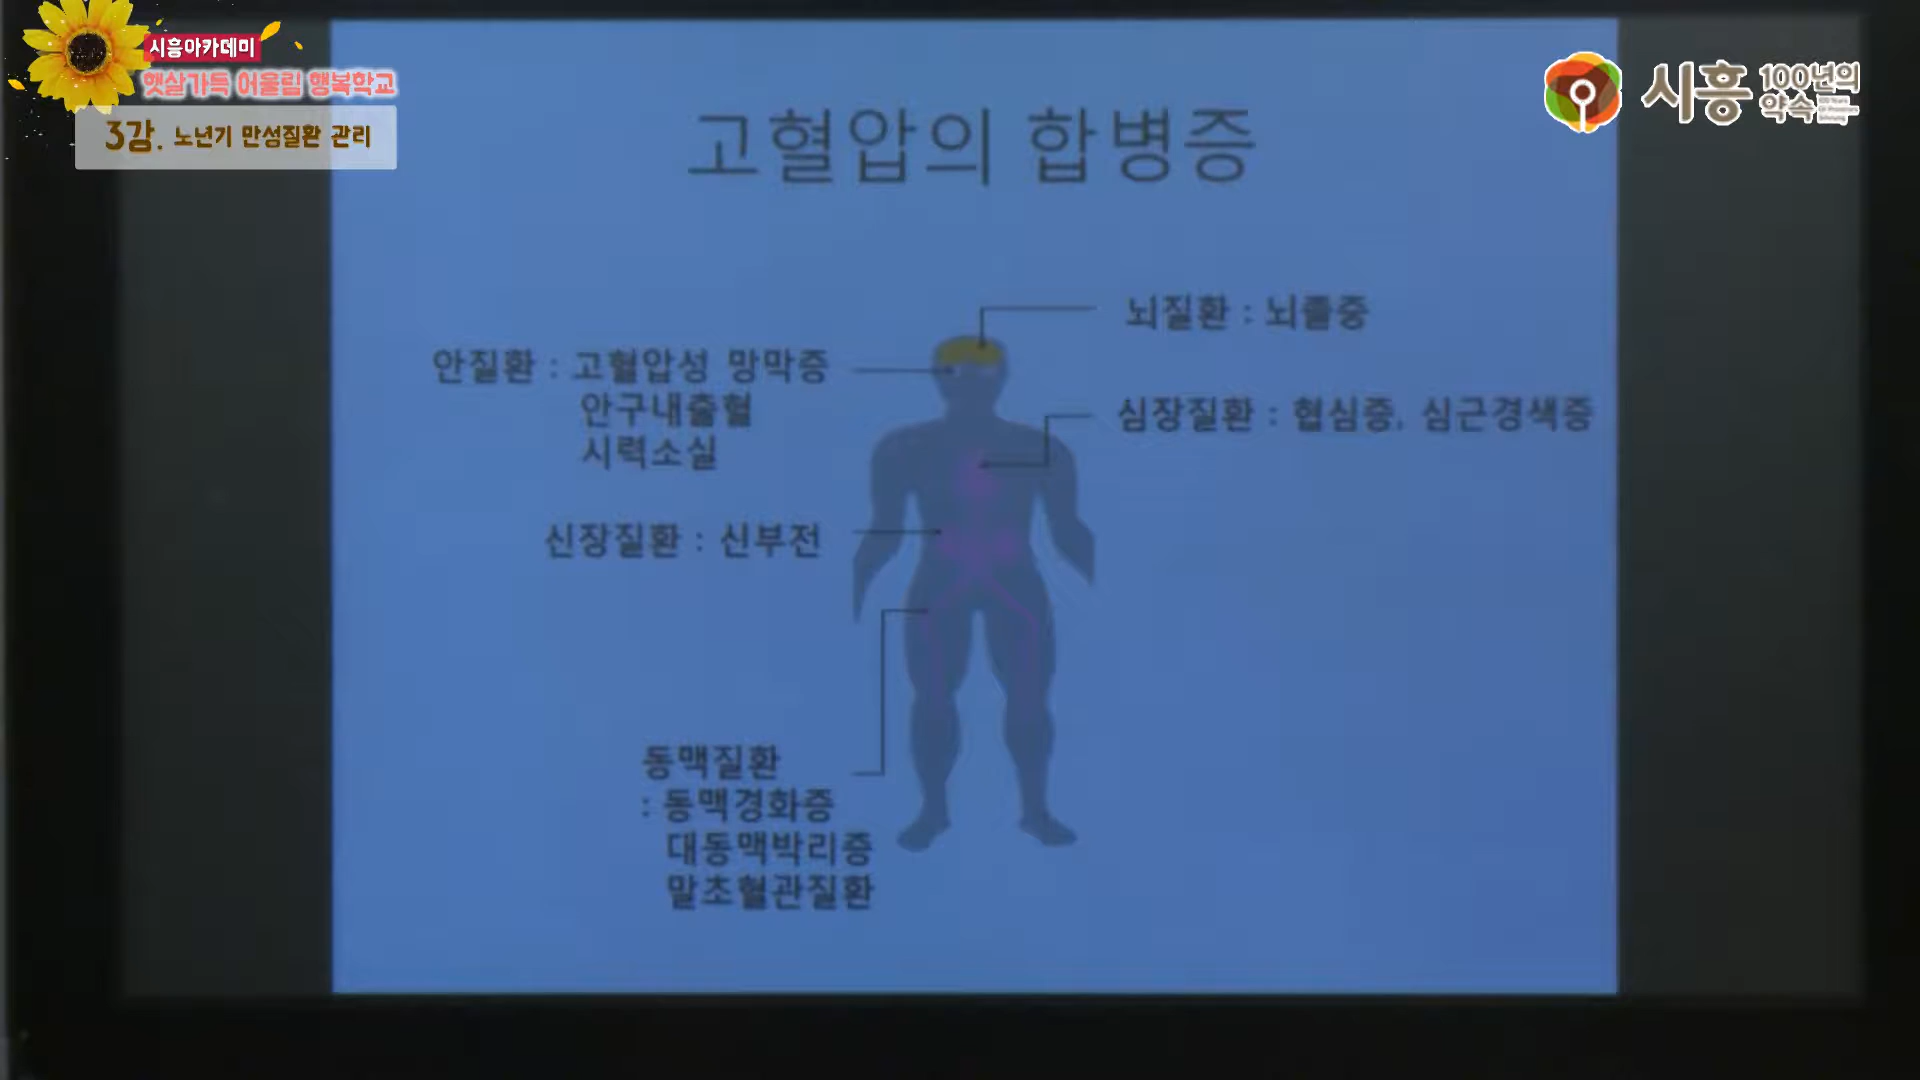 시흥아카데미
햇살가득 어울림 행복학교
3강. 노년기 만성질환 관리
시흥 100년의
약속
고혈압의 합병증
뇌질환 : 뇌졸중
안질환 : 고혈압성 망막증
안구내출혈
시력소실
심장질환 : 협심증, 심근경색증
신장질환 : 신부전
동맥질환
: 동맥경화증
대동맥박리증
말초혈관질환